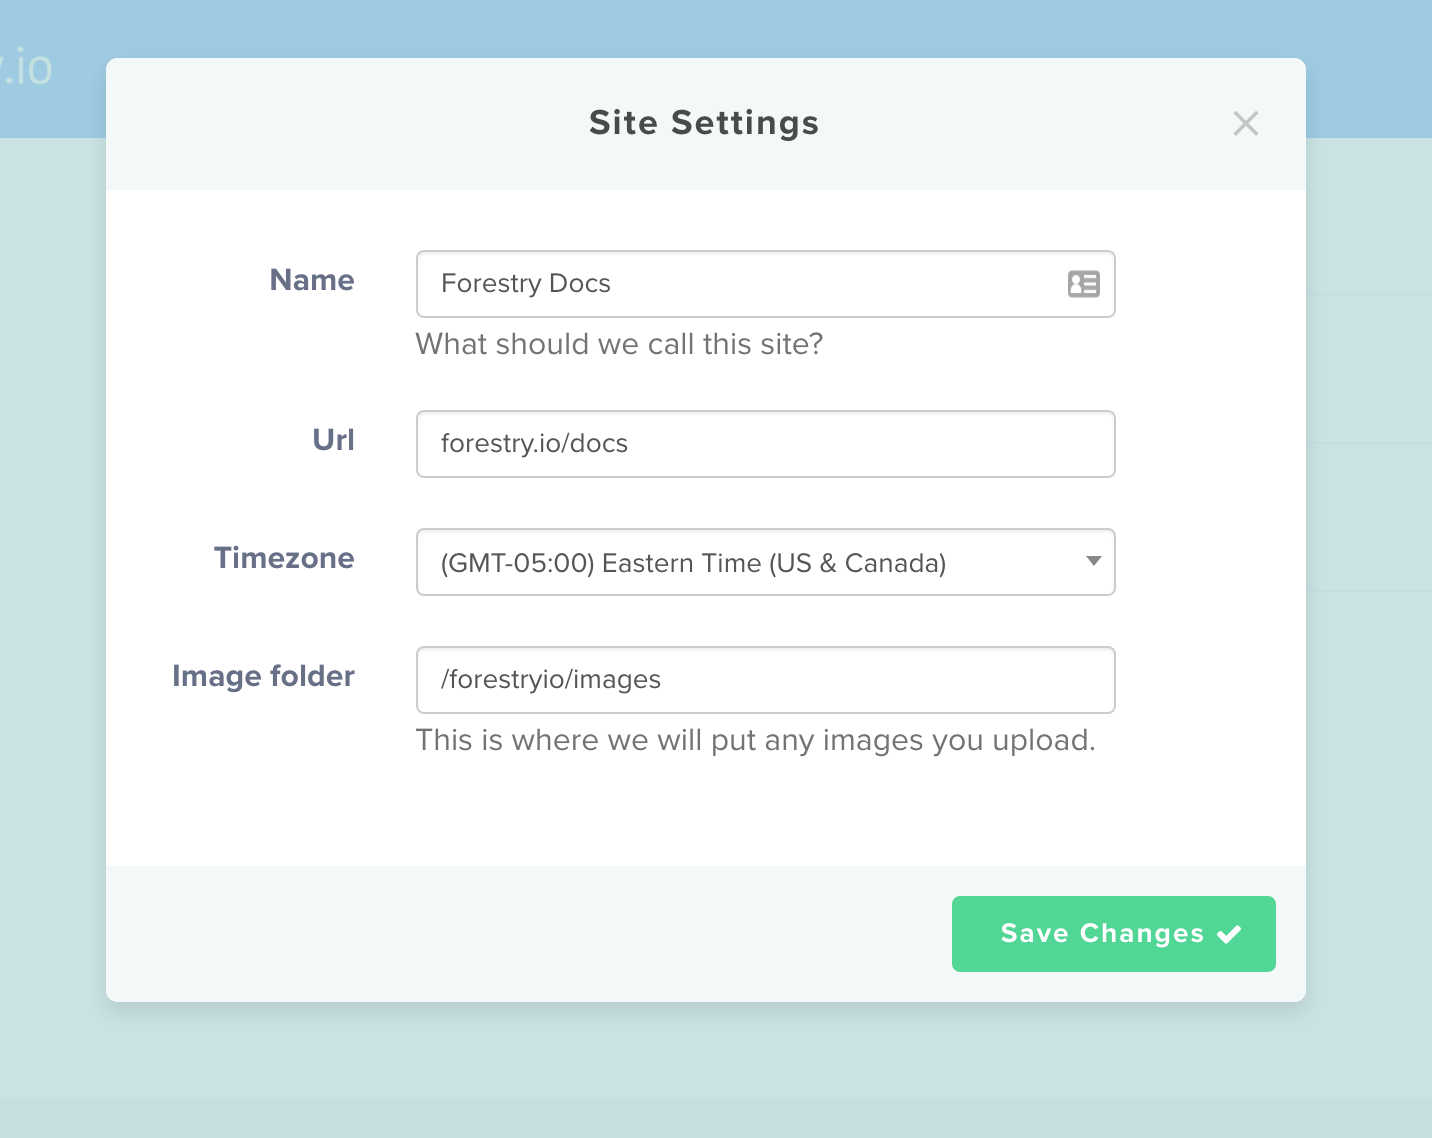 .io
Site Settings
Name
Forestry Docs
What should we call this site?
Url
forestry.io/docs
Timezone
(GMT-05:00) Eastern Time (US & Canada)
Image folder
/forestryio/images
This is where we will put any images you upload.
Save Changes